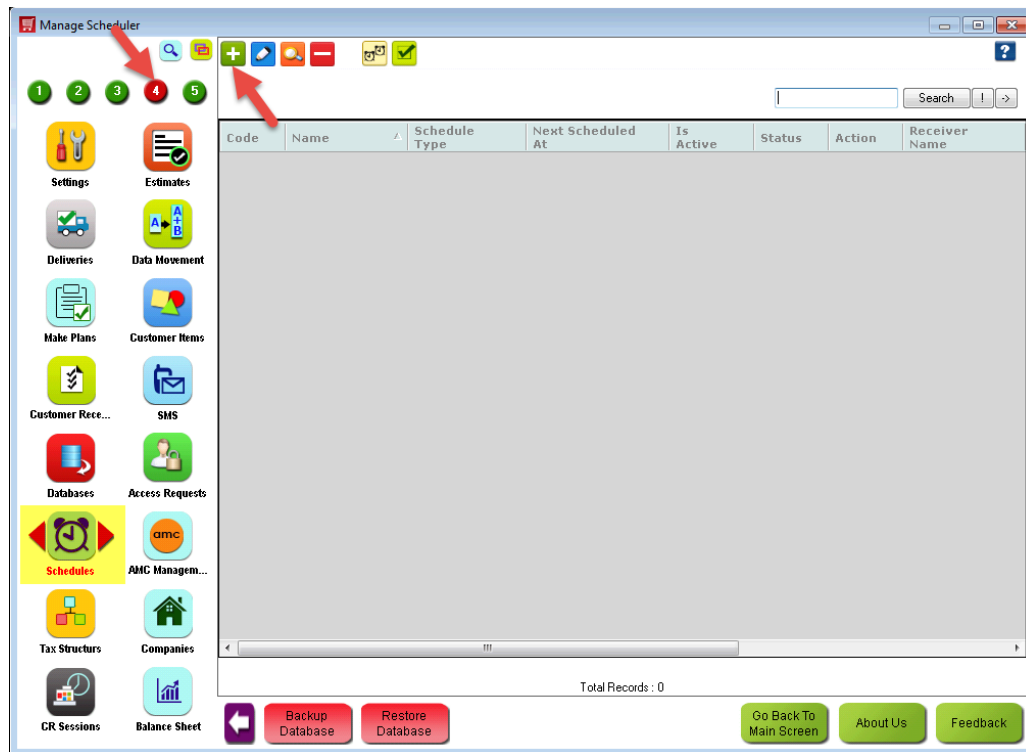 Manage Scheduler
?
1 2 3 4 5
Search ! ->
Code Name Schedule Type Next Scheduled At Is Active Status Action Receiver Name
Settings Estimates
A A+B
Deliveries Data Movement
Make Plans Customer Items
Customer Rece... SMS
Databases Access Requests
amc
Schedules AMC Managem...
Tax Structurs Companies
Total Records : 0
CR Sessions Balance Sheet
Backup Database Restore Database Go Back To Main Screen About Us Feedback